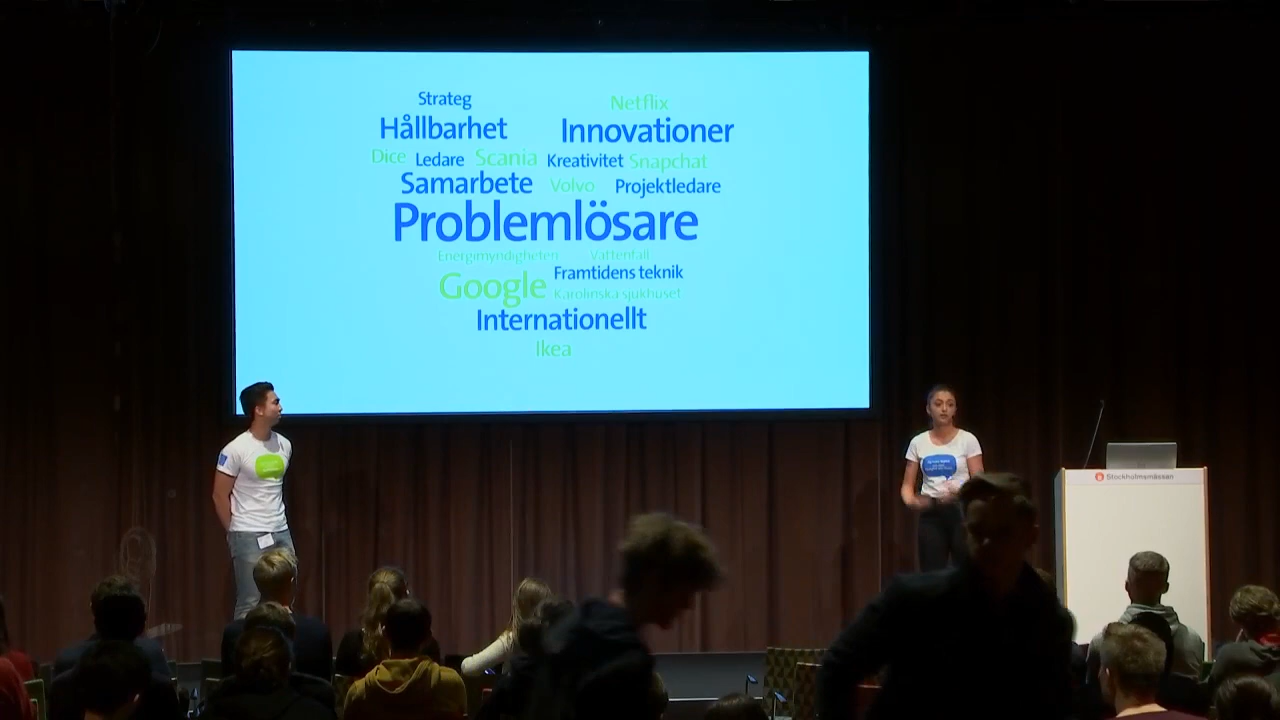 Strateg Netflix
Hållbarhet Innovationer
Dice Ledare Scania Kreativitet Snapchat
Samarbete Volvo Projektledare
Problemlösare
Energimyndigheten Vattenfall
Google Framtidens teknik
Karolinska sjukhuset
Internationellt
Ikea
Stockholmsmässan